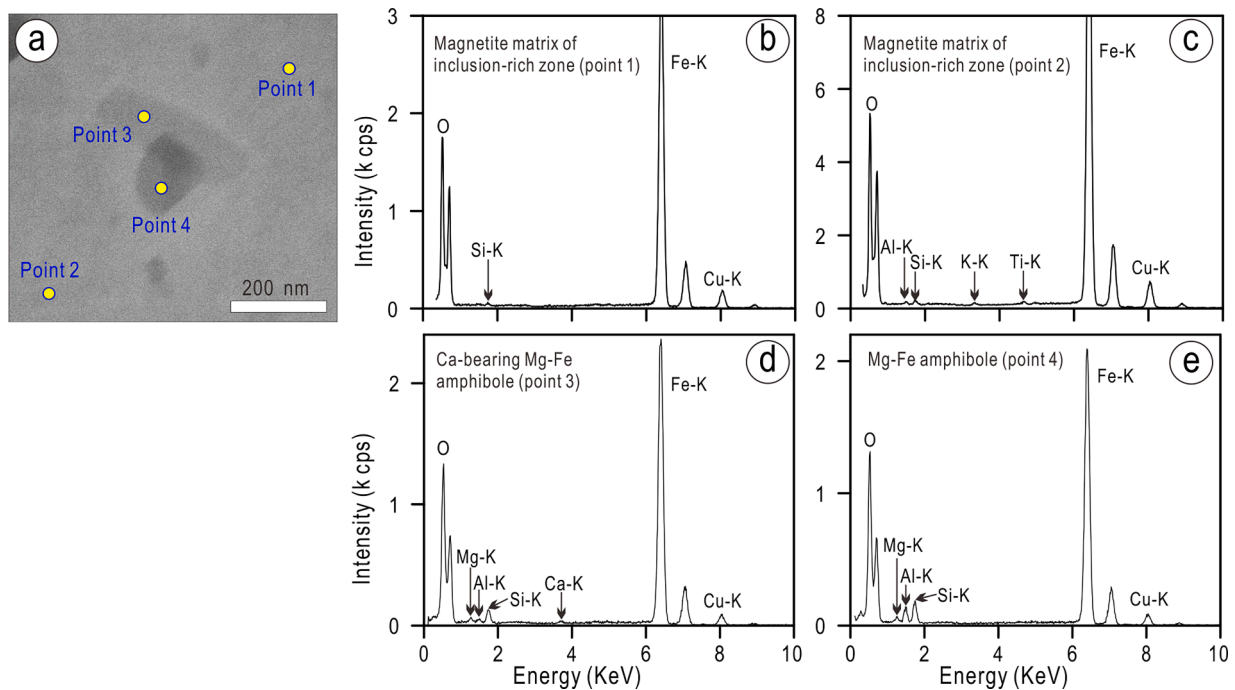 a
Point 1
Point 3
Point 4
Point 2
200 nm
b
Magnetite matrix of
inclusion-rich zone (point 1)
Fe-K
O
Si-K
Cu-K
Intensity (k cps)
3
2
1
0
c
Magnetite matrix of
inclusion-rich zone (point 2)
Fe-K
O
Al-K
Si-K
K-K
Ti-K
Cu-K
8
6
4
2
0
d
Ca-bearing Mg-Fe
amphibole (point 3)
Fe-K
O
Mg-K
Al-K
Si-K
Ca-K
Cu-K
Intensity (k cps)
2
1
0
0 2 4 6 8 10
Energy (KeV)
e
Mg-Fe amphibole (point 4)
Fe-K
O
Mg-K
Al-K
Si-K
Cu-K
2
1
0
0 2 4 6 8 10
Energy (KeV)